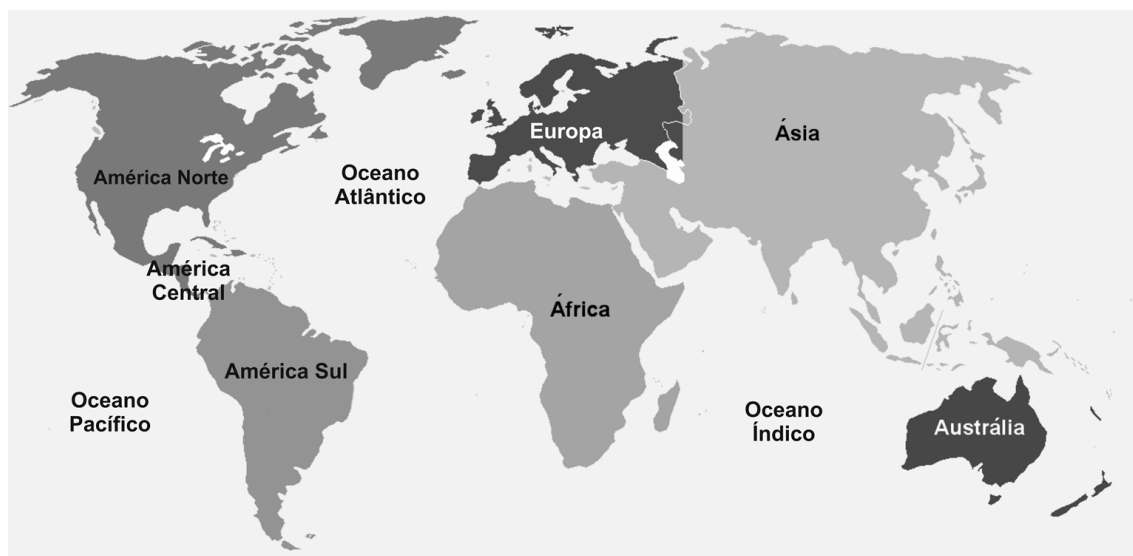 Europa
Ásia
América Norte
Oceano
Atlântico
América
Central
África
América Sul
Oceano
Pacífico
Oceano
Índico
Austrália